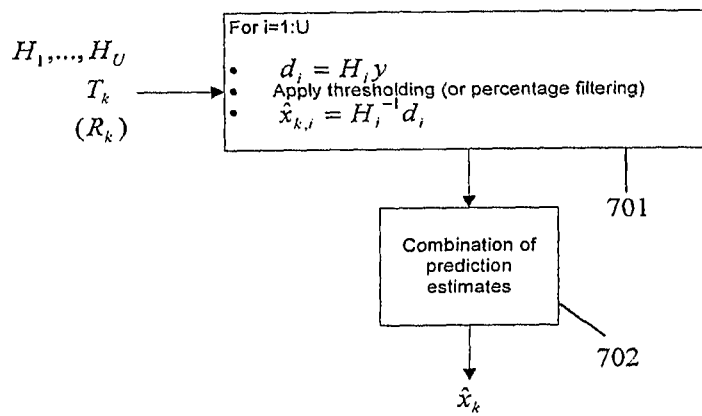 For i=1:U
H₁,...,H_U
T_k
(R_k)
• d_i = H_i y
• Apply thresholding (or percentage filtering)
• x̂_{k,i} = H_i⁻¹ d_i
701
Combination of
prediction
estimates
702
x̂_k